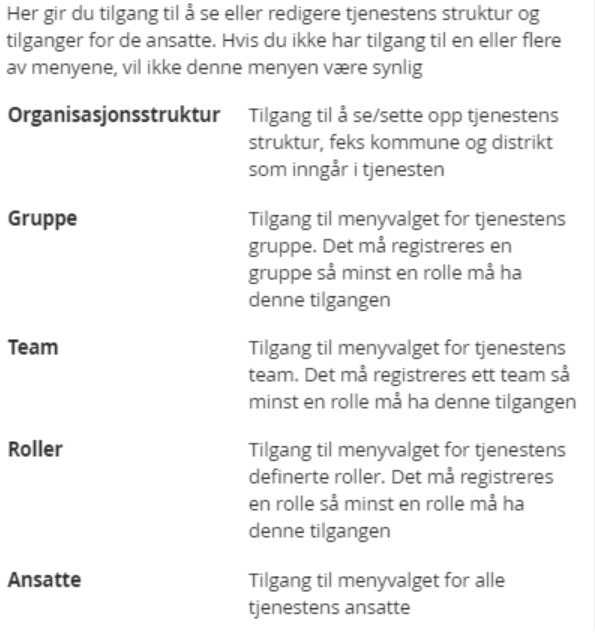 Her gir du tilgang til å se eller redigere tjenestens struktur og
tilganger for de ansatte. Hvis du ikke har tilgang til en eller flere
av menyene, vil ikke denne menyen være synlig
Organisasjonsstruktur Tilgang til å se/sette opp tjenestens
struktur, feks kommune og distrikt
som inngår i tjenesten
Gruppe Tilgang til menyvalget for tjenestens
gruppe. Det må registreres en
gruppe så minst en rolle må ha
denne tilgangen
Team Tilgang til menyvalget for tjenestens
team. Det må registreres ett team så
minst en rolle må ha denne tilgangen
Roller Tilgang til menyvalget for tjenestens
definerte roller. Det må registreres
en rolle så minst en rolle må ha
denne tilgangen
Ansatte Tilgang til menyvalget for alle
tjenestens ansatte